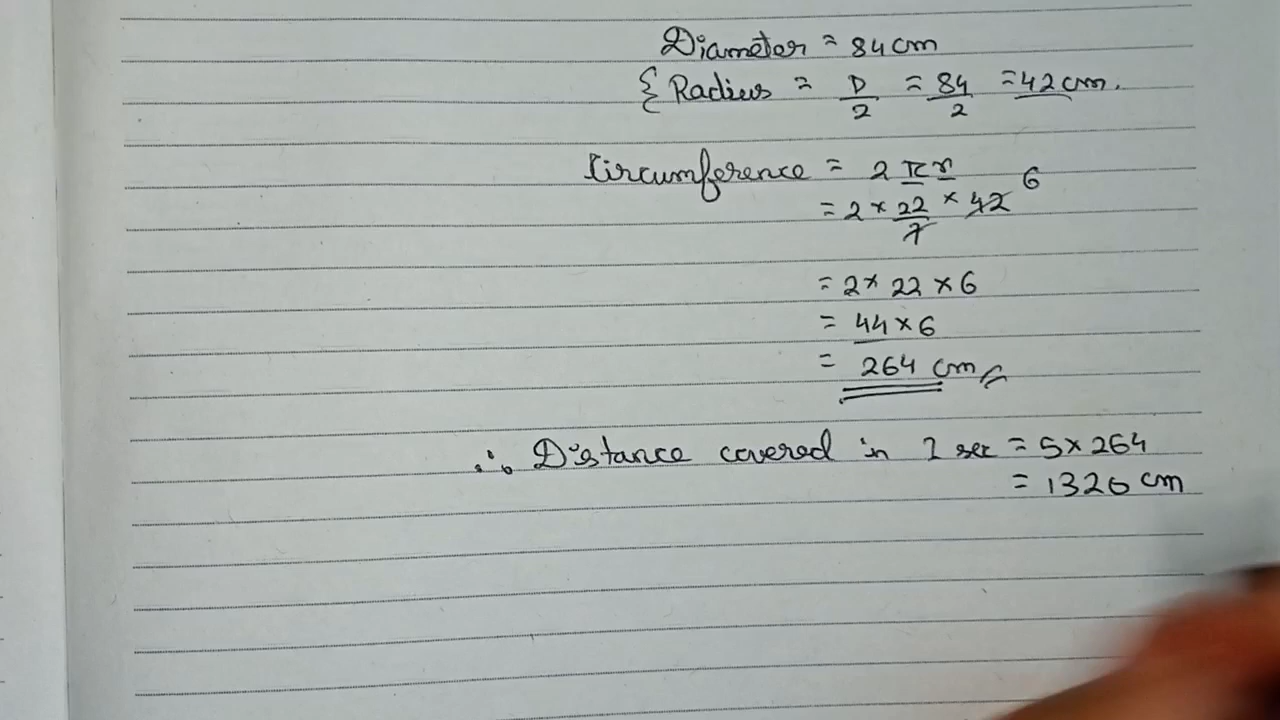 Diameter = 84 cm
{ Radius = D/2 = 84/2 = 42 cm.
Circumference = 2 π r
= 2 × 22/7 × 42 6
= 2 × 22 × 6
= 44 × 6
= 264 cm
∴ Distance covered in 1 sec = 5 × 264
= 1320 cm